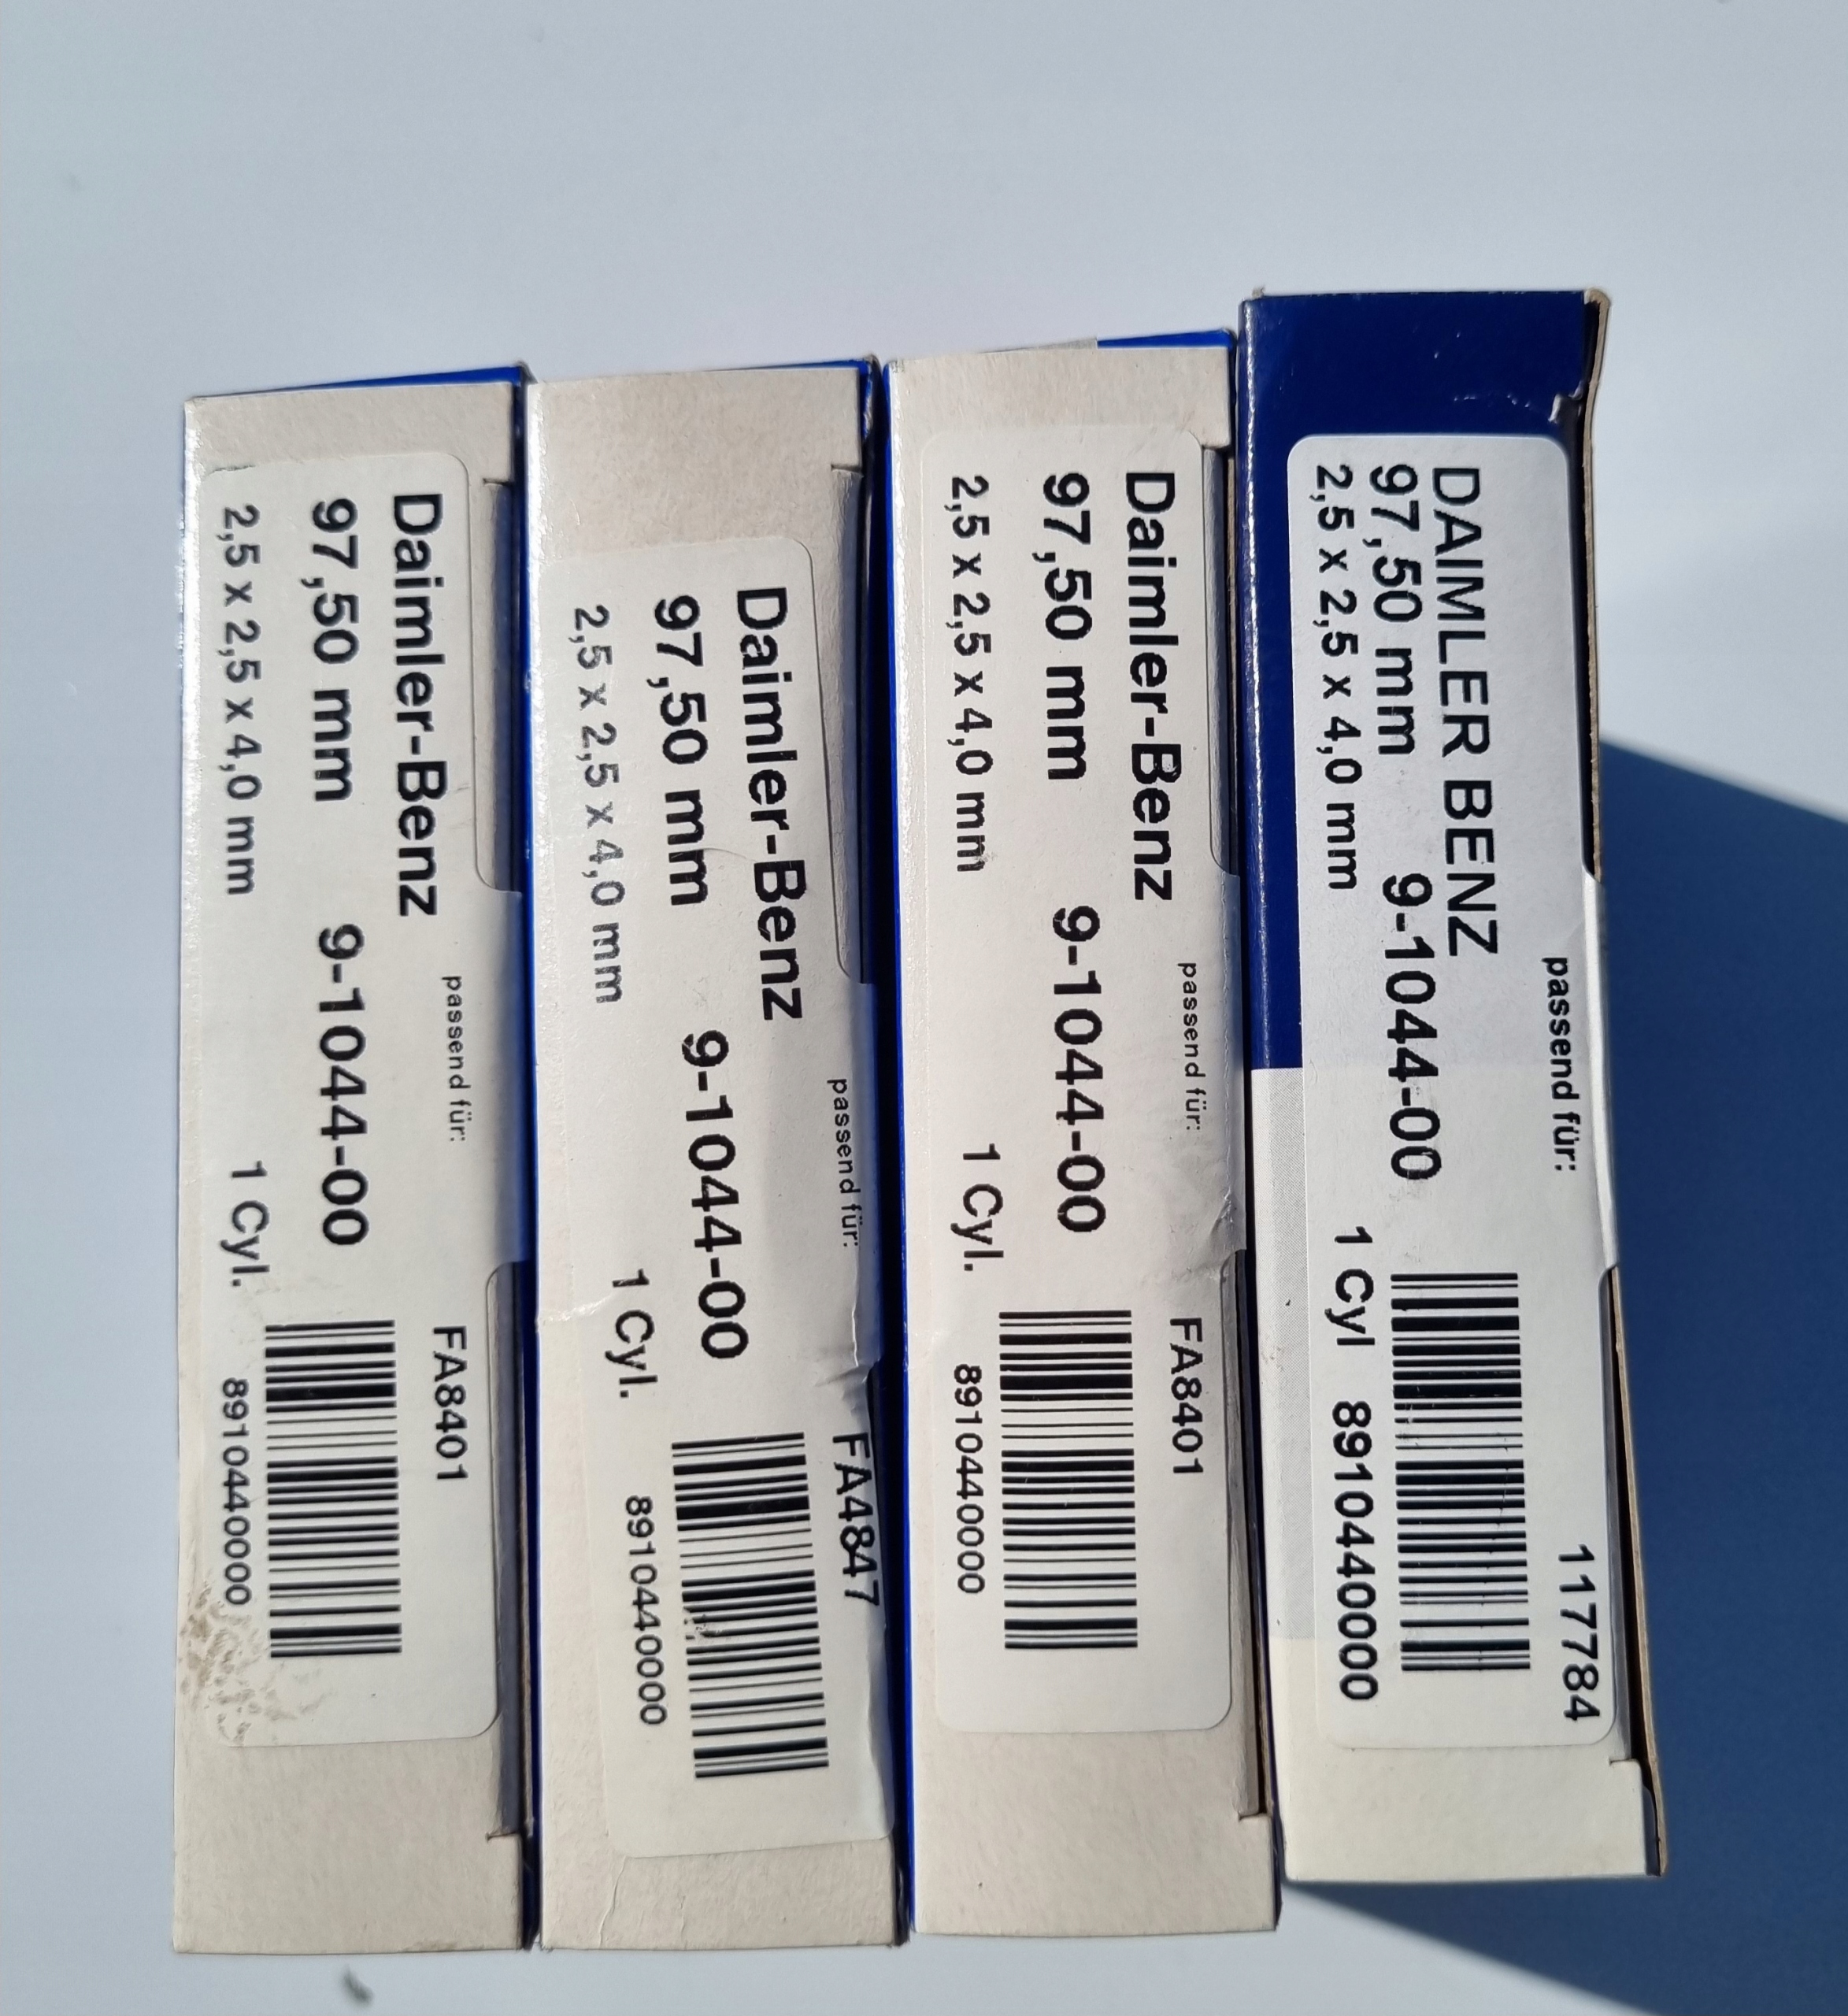 passend für:
FA8401
Daimler-Benz
97,50 mm 9-1044-00
2,5 x 2,5 x 4,0 mm 1 Cyl. 891044000​0
passend für:
FA4847
Daimler-Benz
97,50 mm 9-1044-00
2,5 x 2,5 x 4,0 mm 1 Cyl. 8910440000
passend für:
FA8401
Daimler-Benz
97,50 mm 9-1044-00
2,5 x 2,5 x 4,0 mm 1 Cyl. 8910440000
passend für:
117784
DAIMLER BENZ
97,50 mm 9-1044-00
2,5 x 2,5 x 4,0 mm 1 Cyl 8910440000